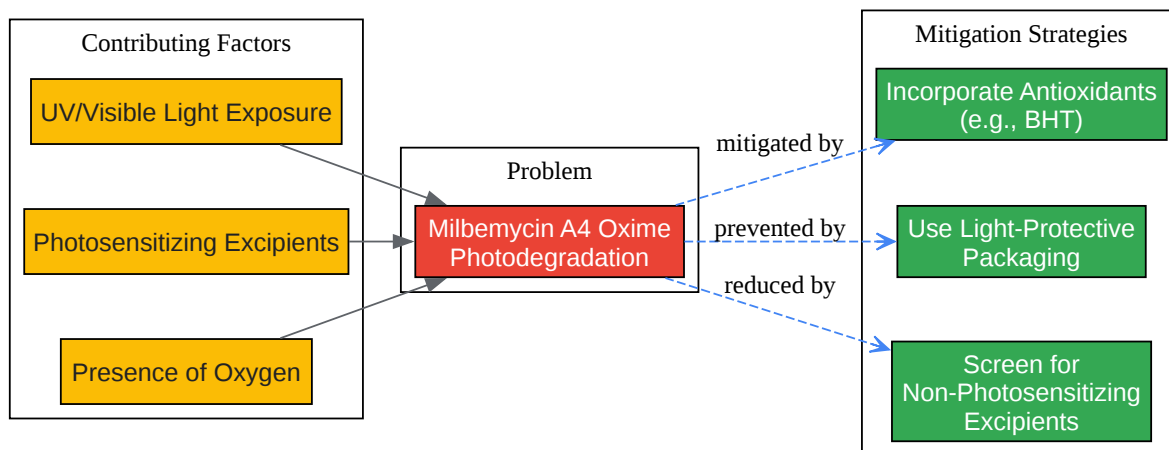 Contributing Factors
UV/Visible Light Exposure
Photosensitizing Excipients
Presence of Oxygen
Problem
Milbemycin A4 Oxime
Photodegradation
mitigated by
prevented by
reduced by
Mitigation Strategies
Incorporate Antioxidants
(e.g., BHT)
Use Light-Protective
Packaging
Screen for
Non-Photosensitizing
Excipients